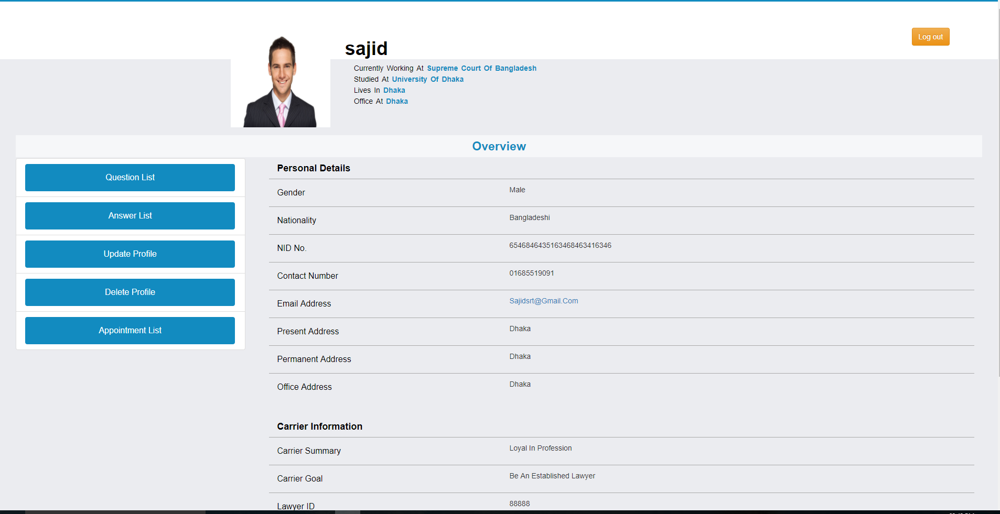 Log out
sajid
Currently Working At Supreme Court Of Bangladesh
Studied At University Of Dhaka
Lives In Dhaka
Office At Dhaka
Overview
Question List
Answer List
Update Profile
Delete Profile
Appointment List
Personal Details
Gender Male
Nationality Bangladeshi
NID No. 6546846435163468463416346
Contact Number 01685519091
Email Address Sajidsrt@Gmail.Com
Present Address Dhaka
Permanent Address Dhaka
Office Address Dhaka
Carrier Information
Carrier Summary Loyal In Profession
Carrier Goal Be An Established Lawyer
Lawyer ID 88888